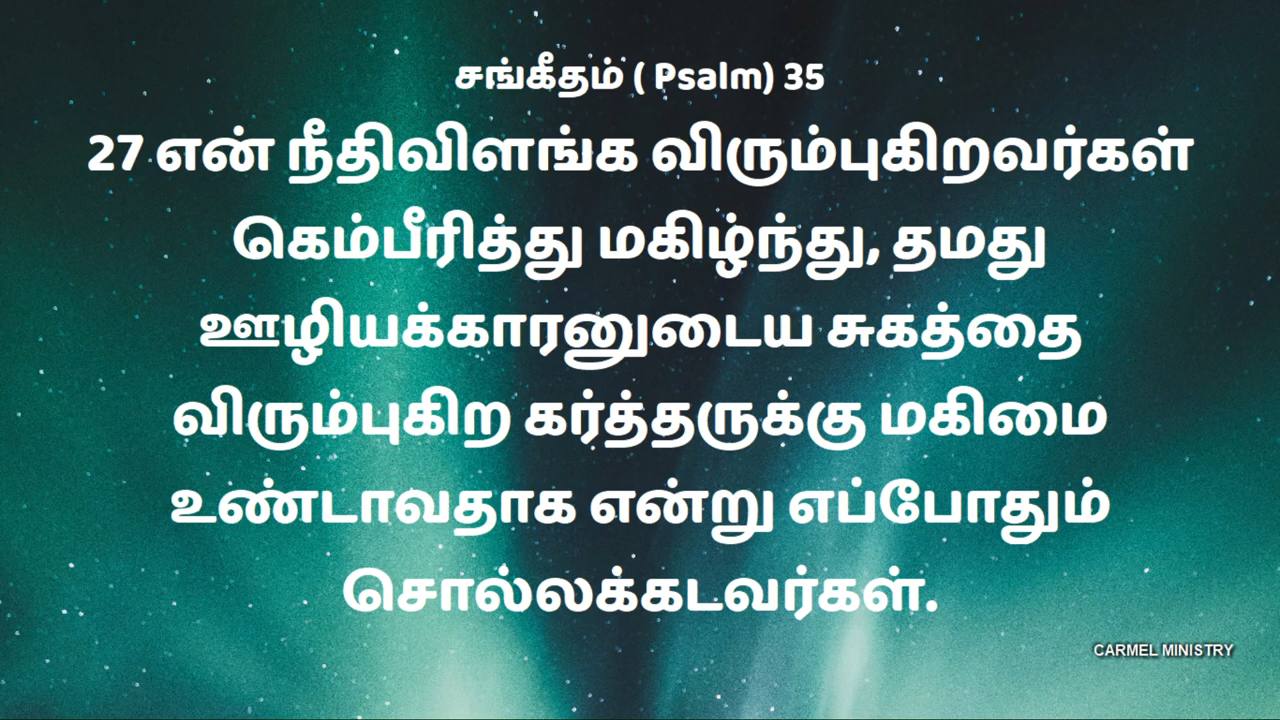 சங்கீதம் ( Psalm) 35
27 என் நீதிவிளங்க விரும்புகிறவர்கள்
கெம்பீரித்து மகிழ்ந்து, தமது
ஊழியக்காரனுடைய சுகத்தை
விரும்புகிற கர்த்தருக்கு மகிமை
உண்டாவதாக என்று எப்போதும்
சொல்லக்கடவர்கள்.
CARMEL MINISTRY